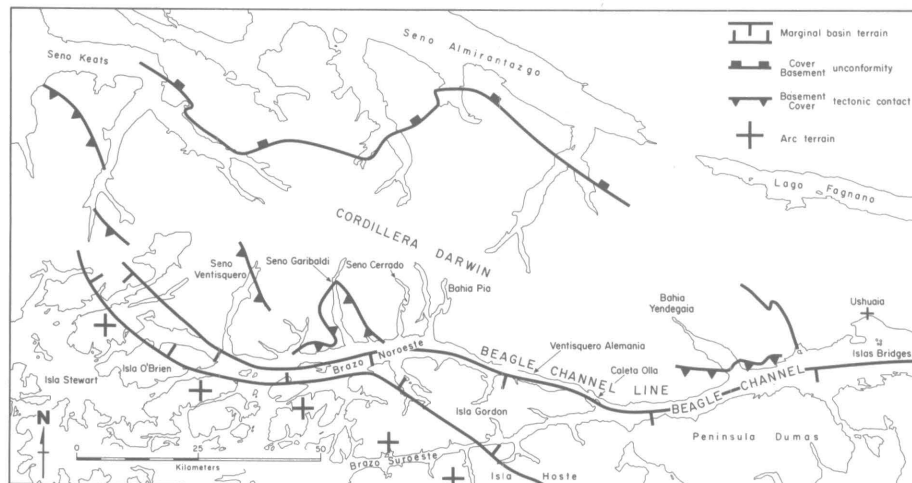 Seno Keats
Seno Almirantazgo
Marginal basin terrain
Cover
Basement
unconformity
Basement
Cover
tectonic contact
Arc terrain
Lago Fagnano
CORDILLERA DARWIN
Seno
Ventisquero
Seno Garibaldi
Seno Cerrado
Bahia Pia
Bahia
Yendegaia
Ushuaia
Islas Bridges
Ventisquero Alemania
Caleta Olla
BEAGLE CHANNEL LINE
BEAGLE CHANNEL
Brazo Noroeste
Isla O'Brien
Isla Stewart
Isla Gordon
Peninsula Dumas
Brazo Suroeste
Isla Hoste
N
0 25 50
Kilometers